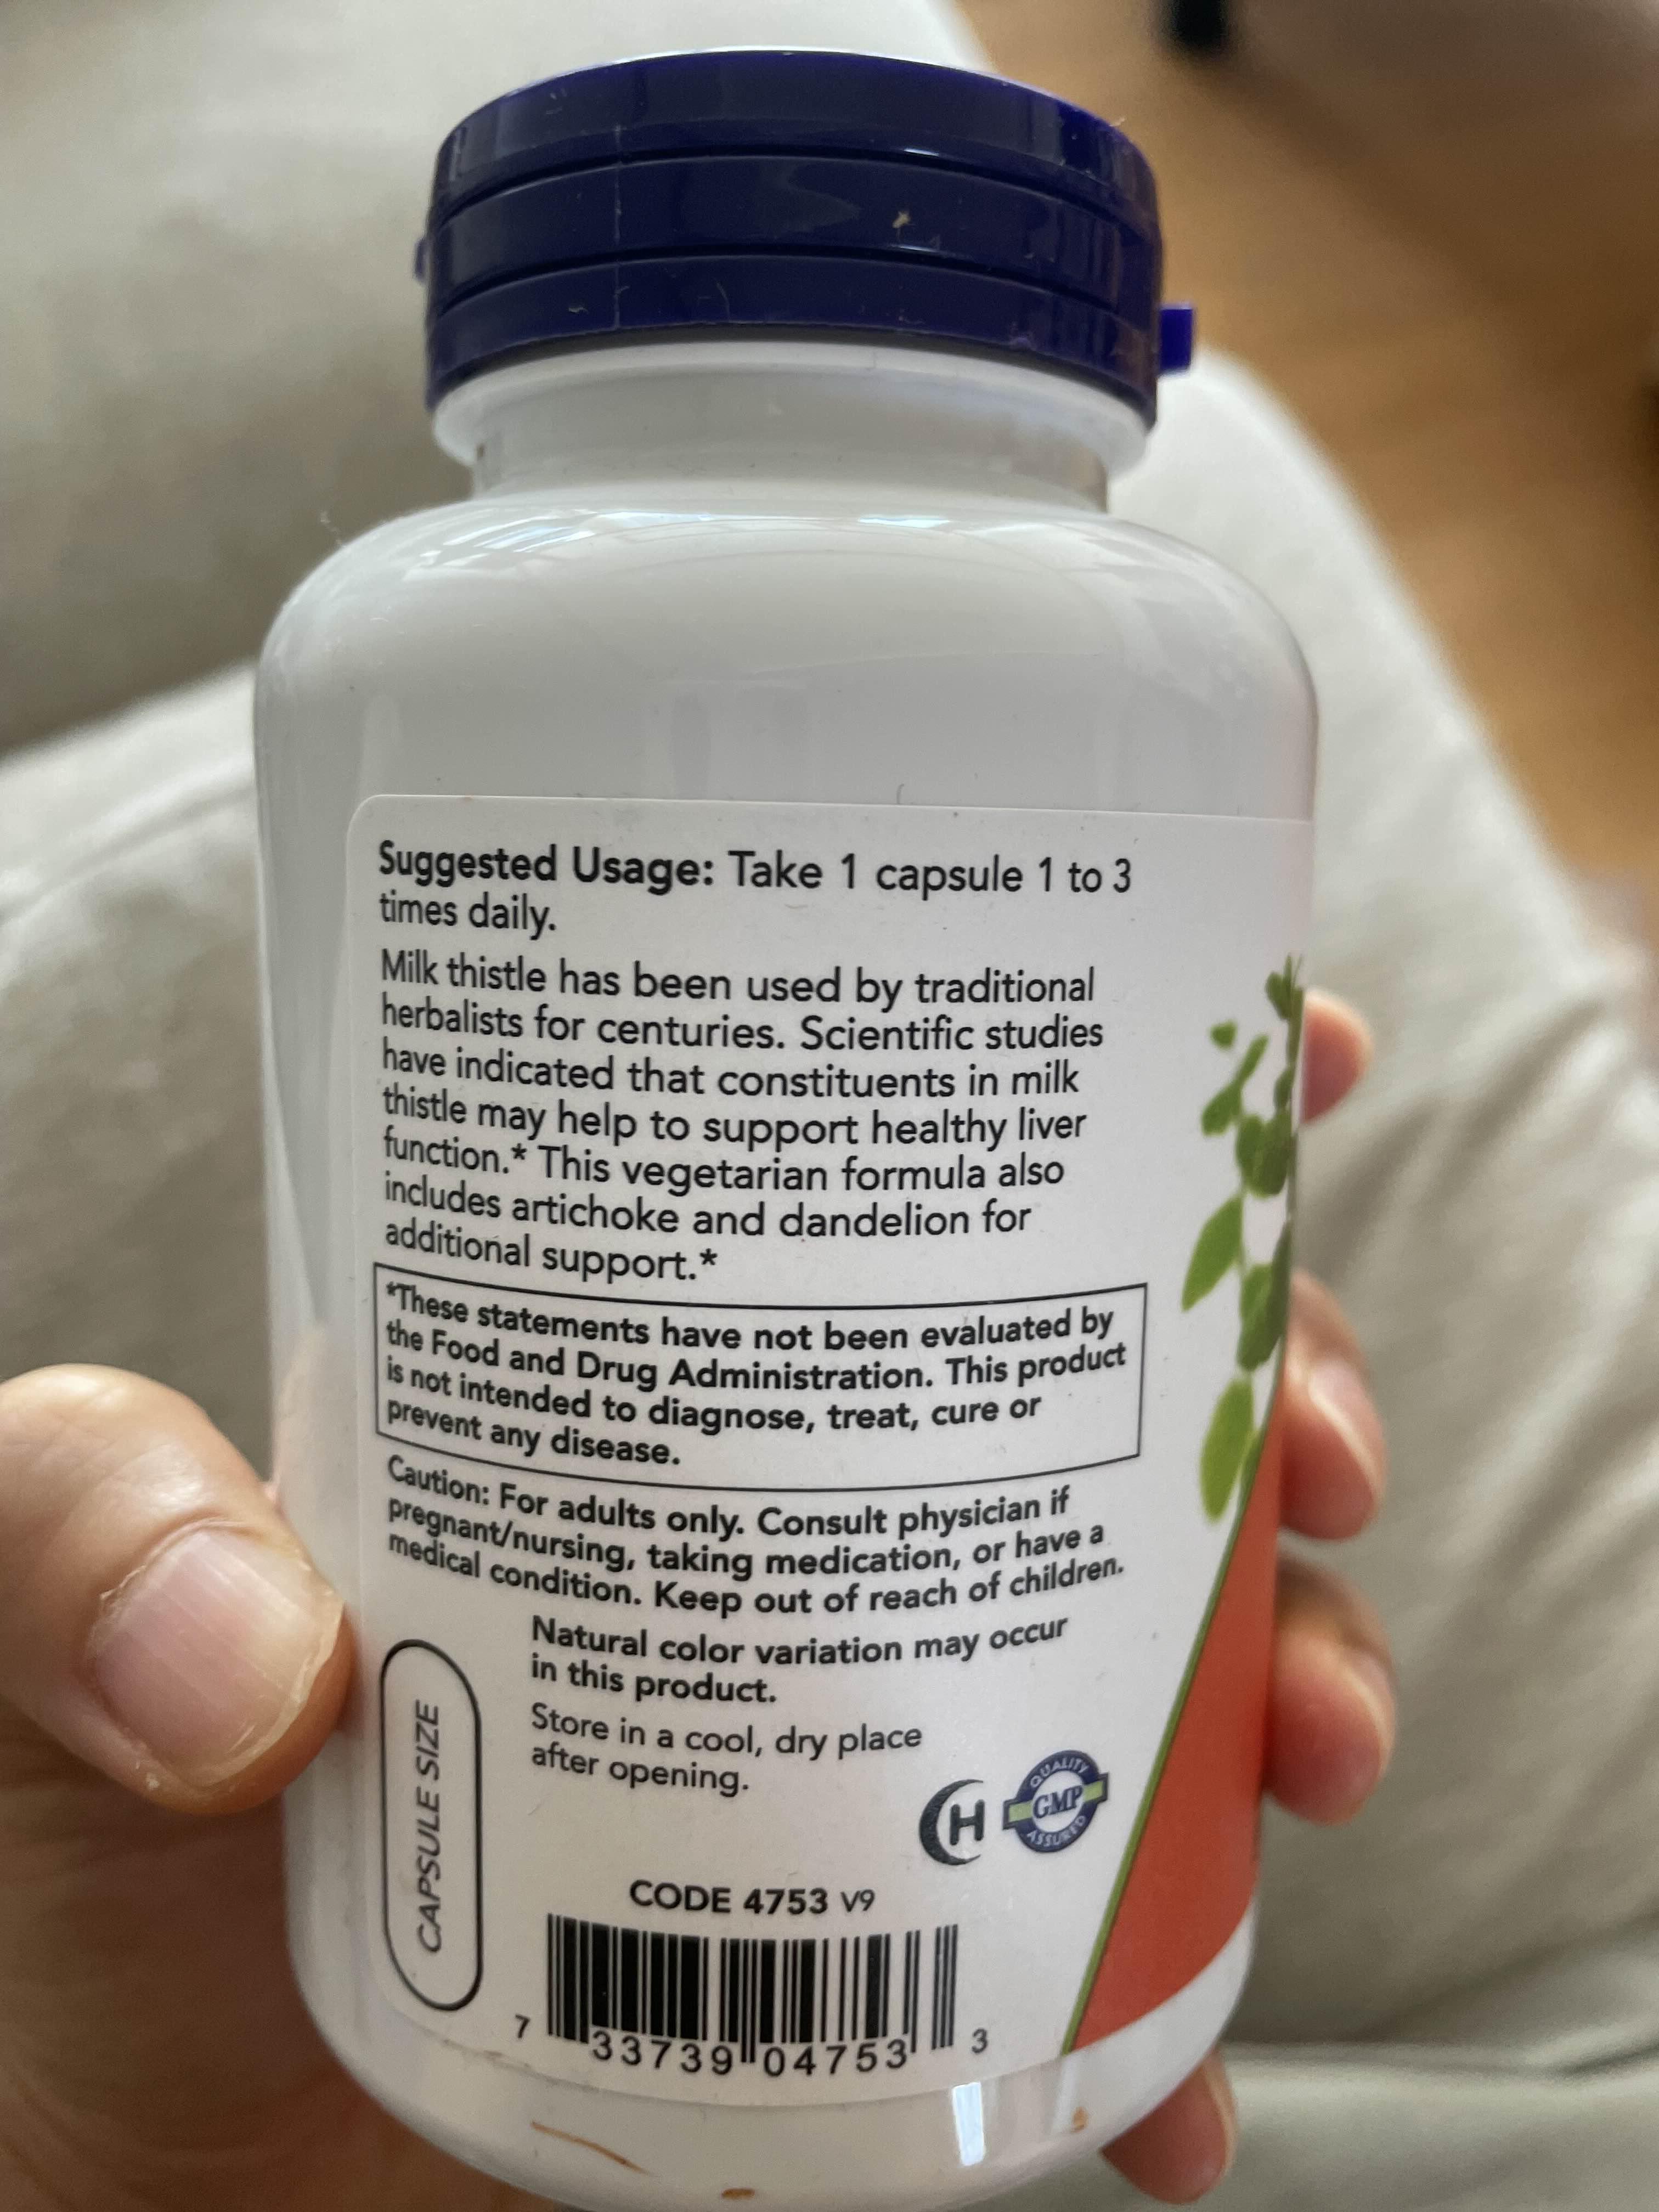 Suggested Usage: Take 1 capsule 1 to 3
times daily.
Milk thistle has been used by traditional
herbalists for centuries. Scientific studies
have indicated that constituents in milk
thistle may help to support healthy liver
function.* This vegetarian formula also
includes artichoke and dandelion for
additional support.*
*These statements have not been evaluated by
the Food and Drug Administration. This product
is not intended to diagnose, treat, cure or
prevent any disease.
Caution: For adults only. Consult physician if
pregnant/nursing, taking medication, or have a
medical condition. Keep out of reach of children.
Natural color variation may occur
in this product.
Store in a cool, dry place
after opening.
CAPSULE SIZE
H
QUALITY
GMP
ASSURED
CODE 4753 V9
7 33739 04753 3